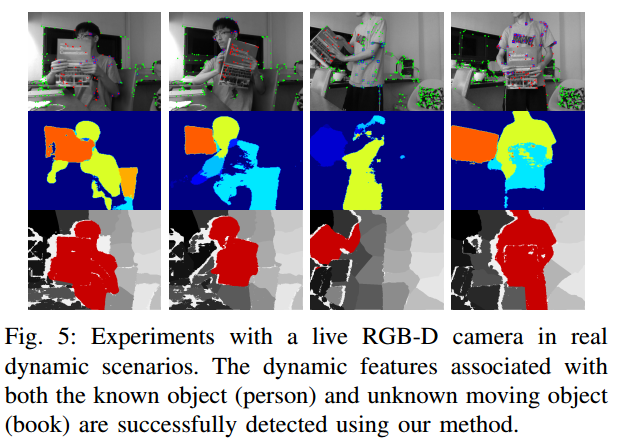 Fig. 5: Experiments with a live RGB-D camera in real
dynamic scenarios. The dynamic features associated with
both the known object (person) and unknown moving object
(book) are successfully detected using our method.